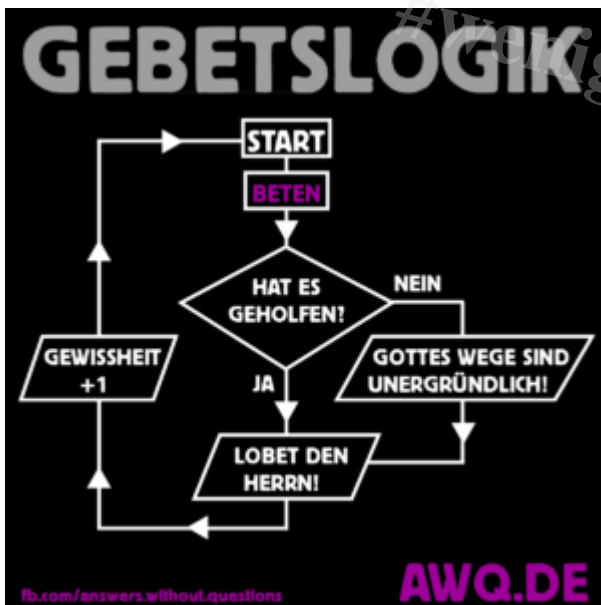 #wenig
GEBETSLOGIK
START
BETEN
HAT ES
GEHOLFEN?
NEIN
GOTTES WEGE SIND
UNERGRÜNDLICH!
JA
LOBET DEN
HERRN!
GEWISSHEIT
+1
fb.com/answers.without.questions
AWQ.DE